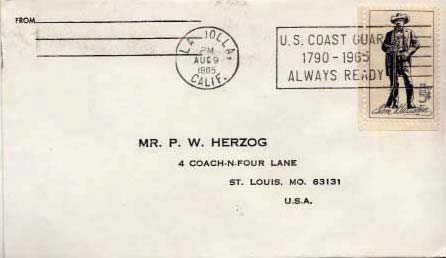 FROM
LA JOLLA,
PM
AUG 9
1965
CALIF.
U.S. COAST GUAR
1790-1965
ALWAYS READY
5¢
Sam Houston
MR. P. W. HERZOG
4 COACH-N-FOUR LANE
ST. LOUIS, MO. 63131
U.S.A.